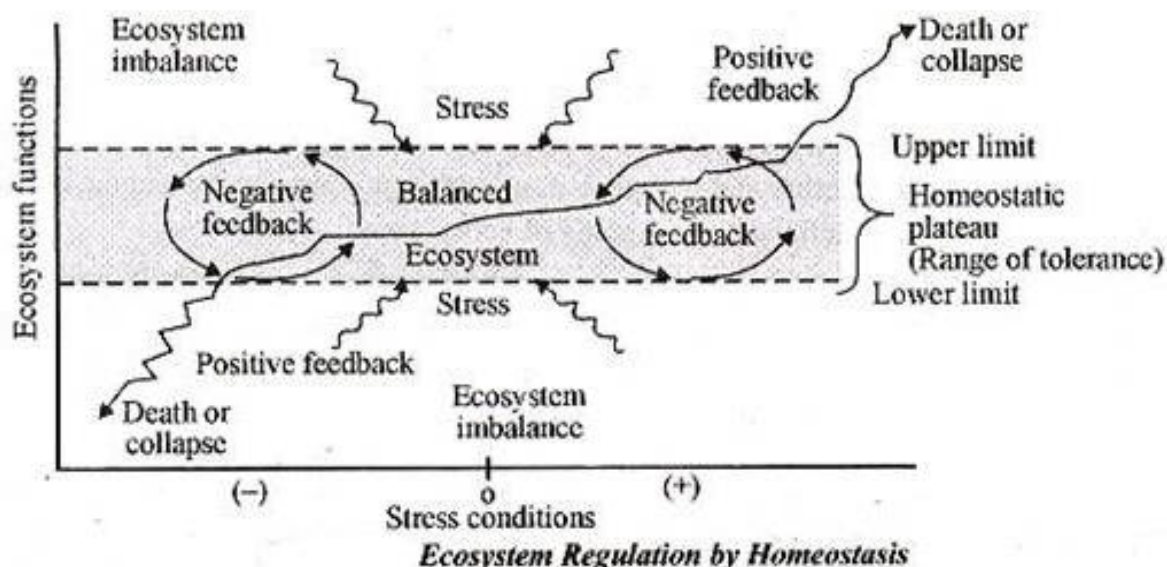 Ecosystem
imbalance
Stress
Positive
feedback
Death or
collapse
Ecosystem functions
Negative
feedback
Balanced
Ecosystem
Negative
feedback
Upper limit
Homeostatic
plateau
(Range of tolerance)
Lower limit
Stress
Positive feedback
Death or
collapse
Ecosystem
imbalance
(–)
o
(+)
Stress conditions
Ecosystem Regulation by Homeostasis